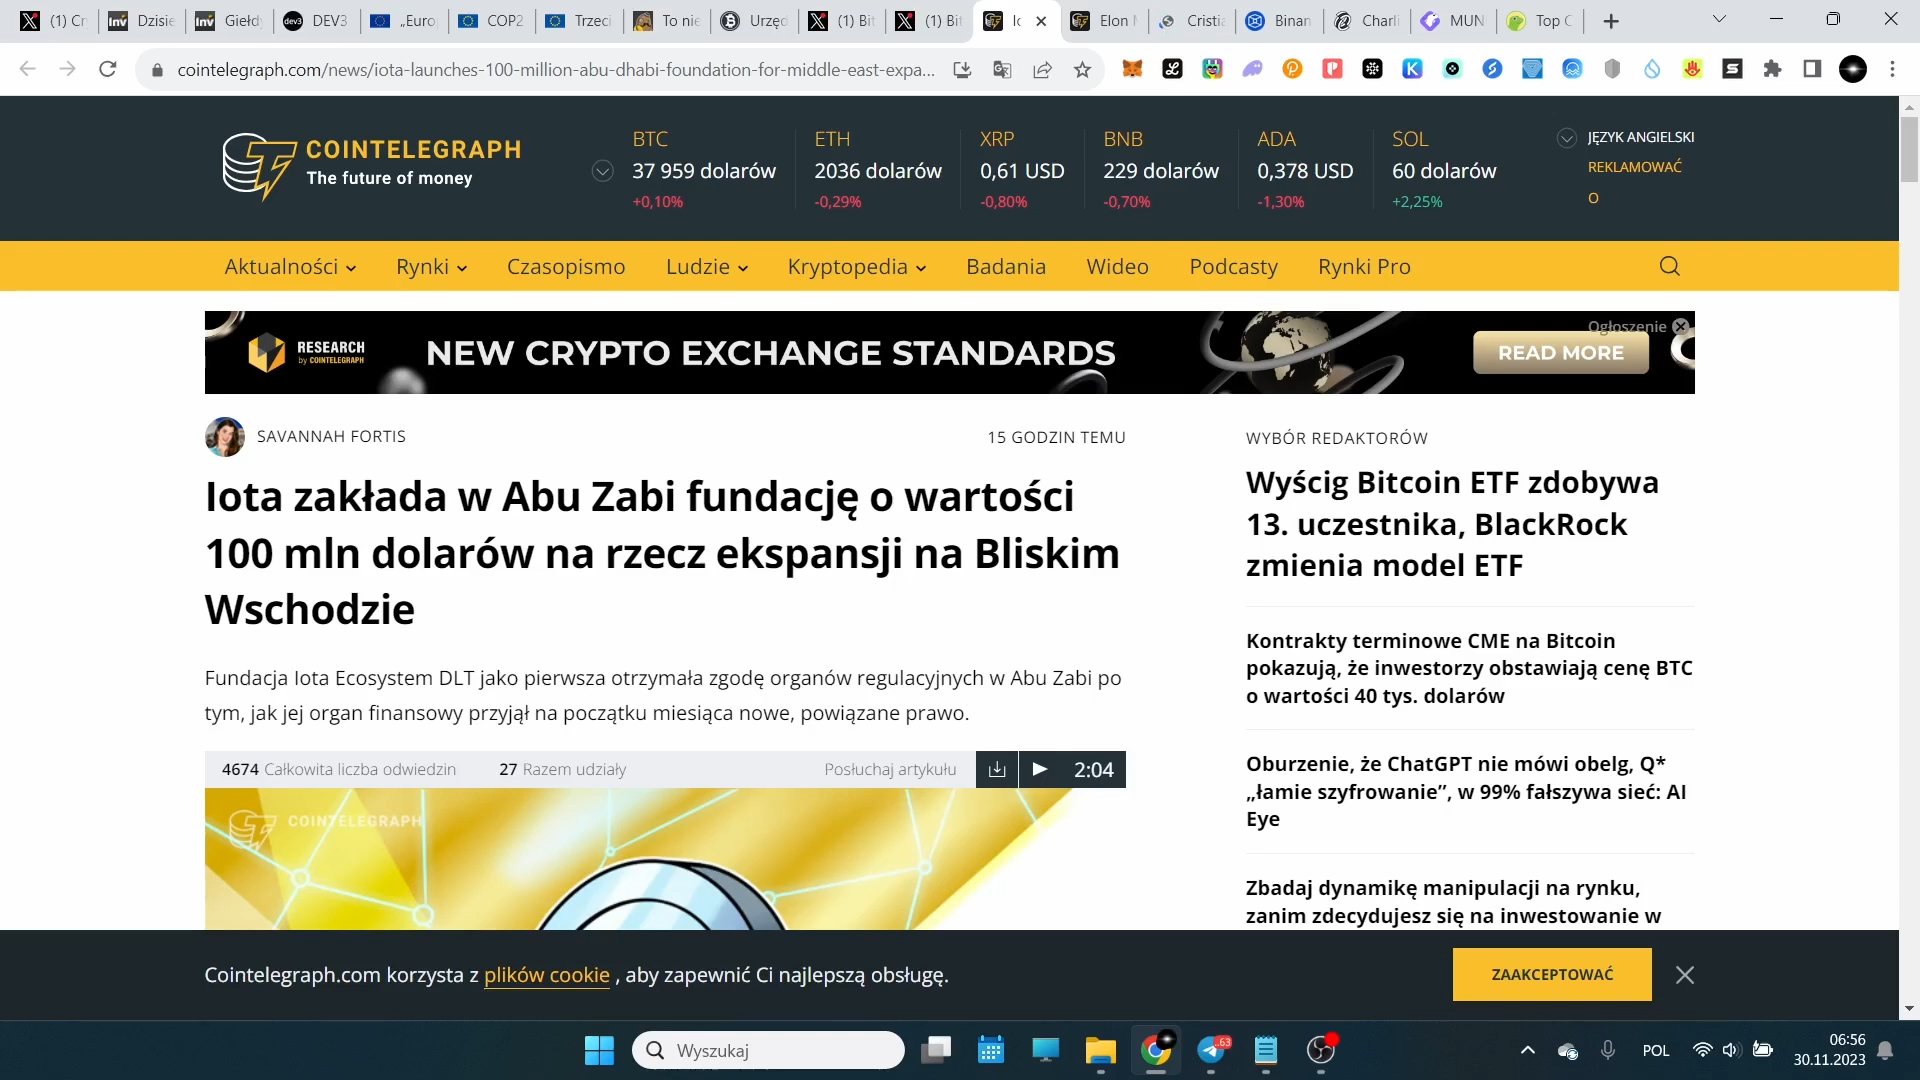 (1) Cr
Dzisie
Giełdy
DEV3
„Euro
COP2
Trzeci
To nie
Urzęd
(1) Bit
(1) Bit
Elon
Cristia
Binan
Charli
MUN
Top C
cointelegraph.com/news/iota-launches-100-million-abu-dhabi-foundation-for-middle-east-expa...
COINTELEGRAPH
The future of money
BTC
37 959 dolarów
+0,10%
ETH
2036 dolarów
-0,29%
XRP
0,61 USD
-0,80%
BNB
229 dolarów
-0,70%
ADA
0,378 USD
-1,30%
SOL
60 dolarów
+2,25%
JĘZYK ANGIELSKI
REKLAMOWAĆ
O
Aktualności
Rynki
Czasopismo
Ludzie
Kryptopedia
Badania
Wideo
Podcasty
Rynki Pro
RESEARCH
by COINTELEGRAPH
NEW CRYPTO EXCHANGE STANDARDS
Ogłoszenie
READ MORE
SAVANNAH FORTIS
15 GODZIN TEMU
Iota zakłada w Abu Zabi fundację o wartości
100 mln dolarów na rzecz ekspansji na Bliskim
Wschodzie
Fundacja Iota Ecosystem DLT jako pierwsza otrzymała zgodę organów regulacyjnych w Abu Zabi po
tym, jak jej organ finansowy przyjął na początku miesiąca nowe, powiązane prawo.
4674 Całkowita liczba odwiedzin
27 Razem udziały
Posłuchaj artykułu
2:04
COINTELEGRAPH
WYBÓR REDAKTORÓW
Wyścig Bitcoin ETF zdobywa
13. uczestnika, BlackRock
zmienia model ETF
Kontrakty terminowe CME na Bitcoin
pokazują, że inwestorzy obstawiają cenę BTC
o wartości 40 tys. dolarów
Oburzenie, że ChatGPT nie mówi obelg, Q*
„łamie szyfrowanie”, w 99% fałszywa sieć: AI
Eye
Zbadaj dynamikę manipulacji na rynku,
zanim zdecydujesz się na inwestowanie w
Cointelegraph.com korzysta z plików cookie , aby zapewnić Ci najlepszą obsługę.
ZAAKCEPTOWAĆ
Wyszukaj
63
POL
06:56
30.11.2023